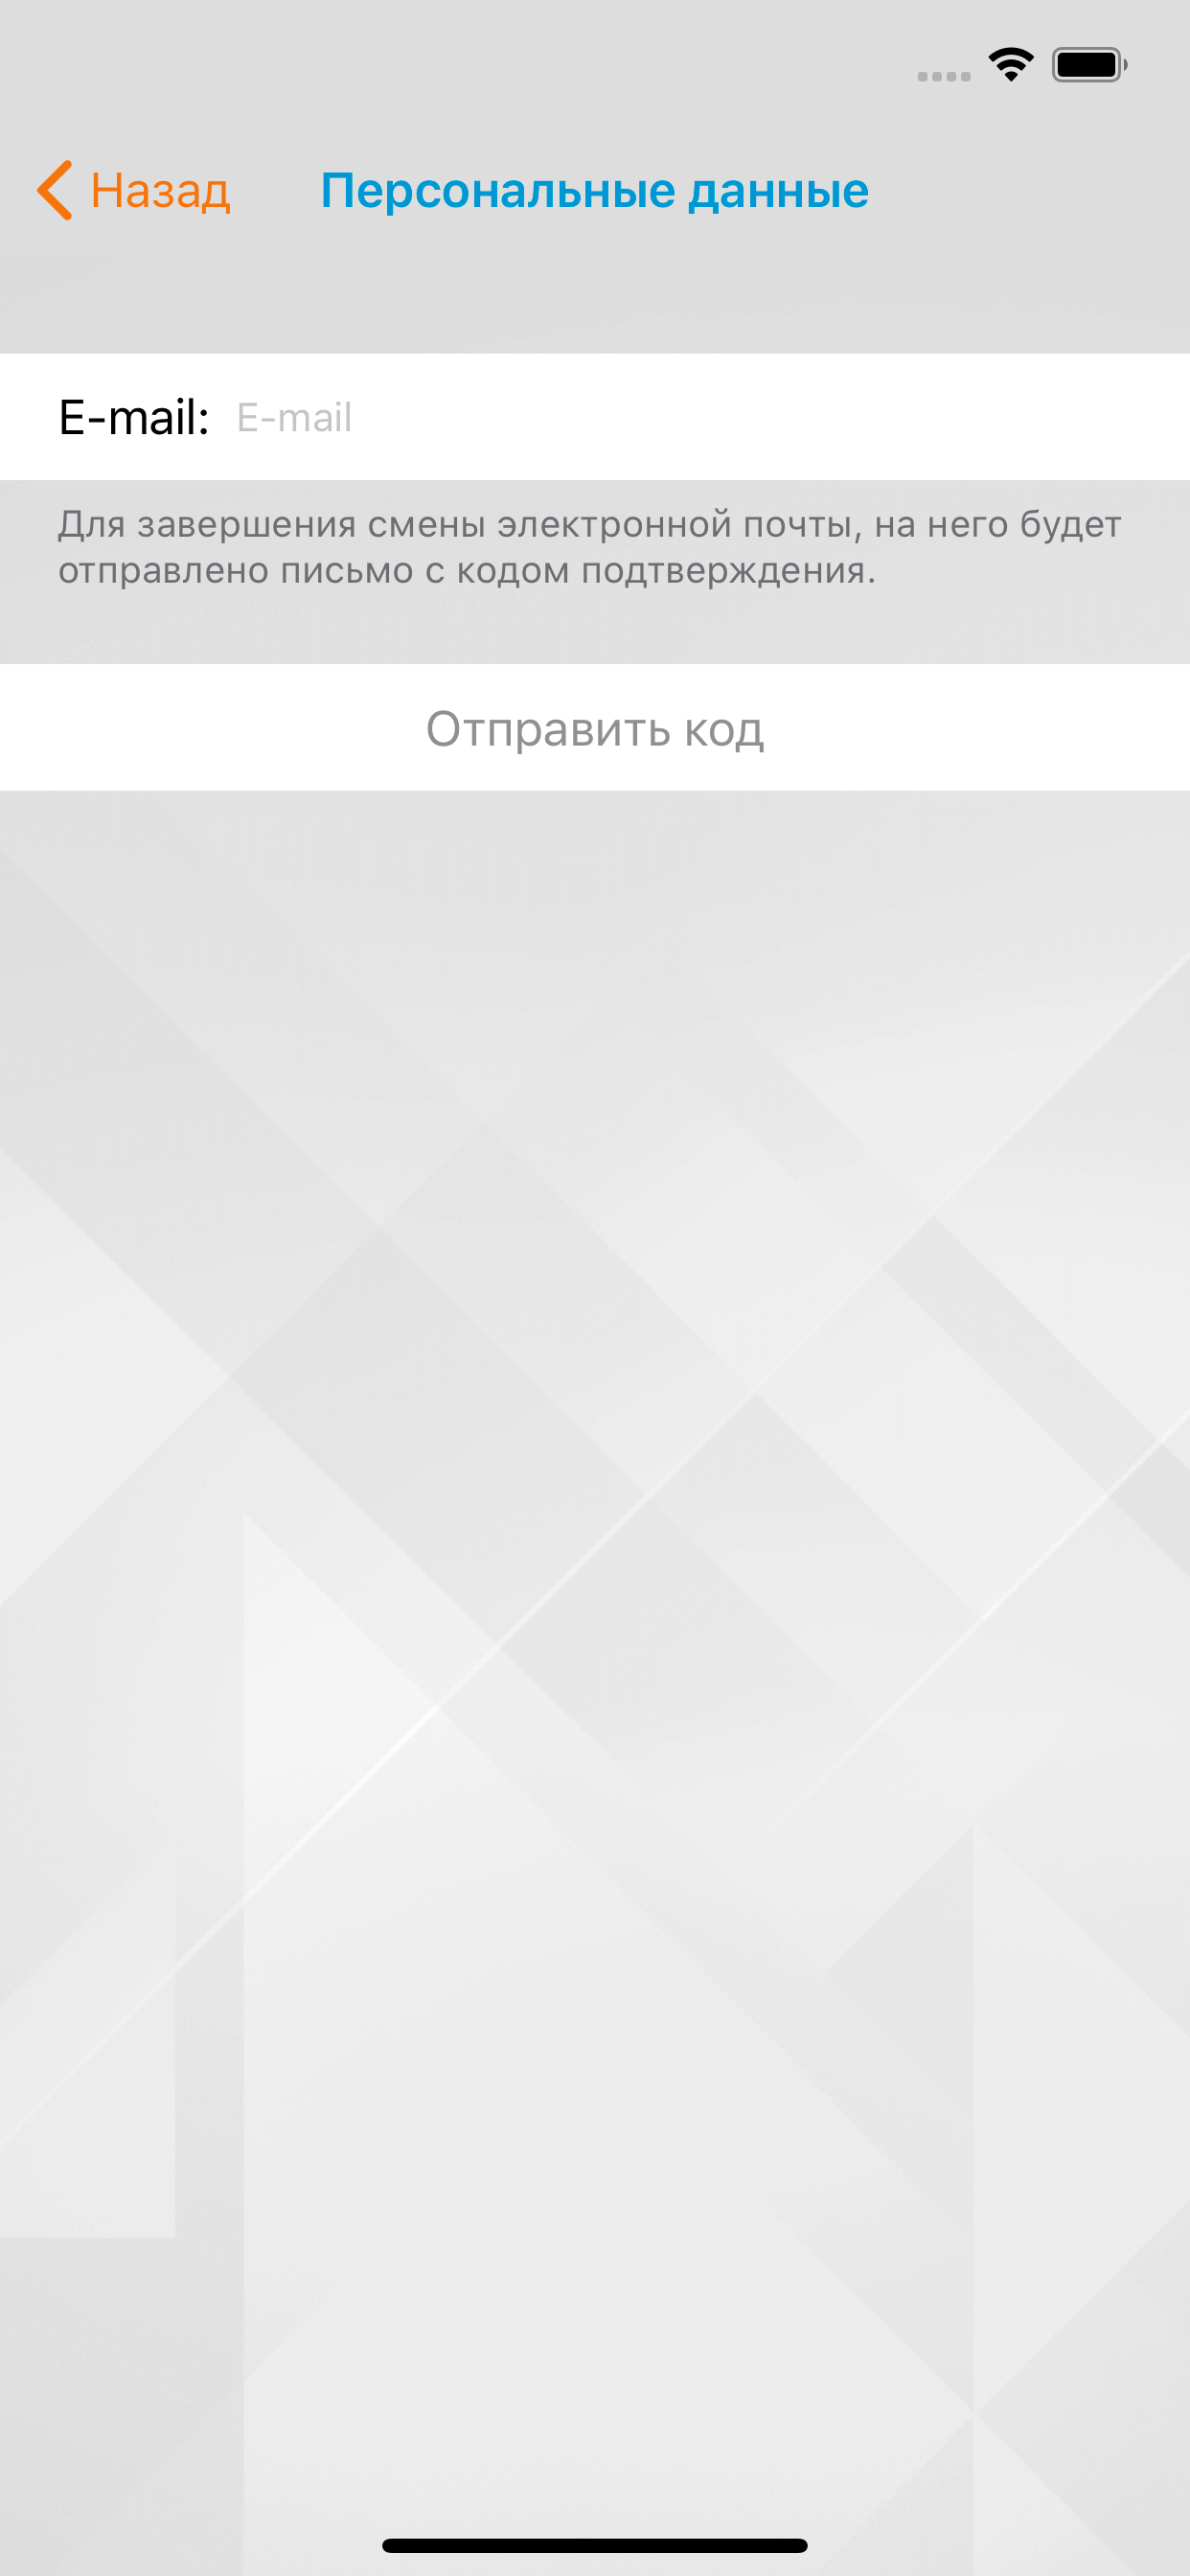 Назад
Персональные данные
E-mail: E-mail
Для завершения смены электронной почты, на него будет
отправлено письмо с кодом подтверждения.
Отправить код